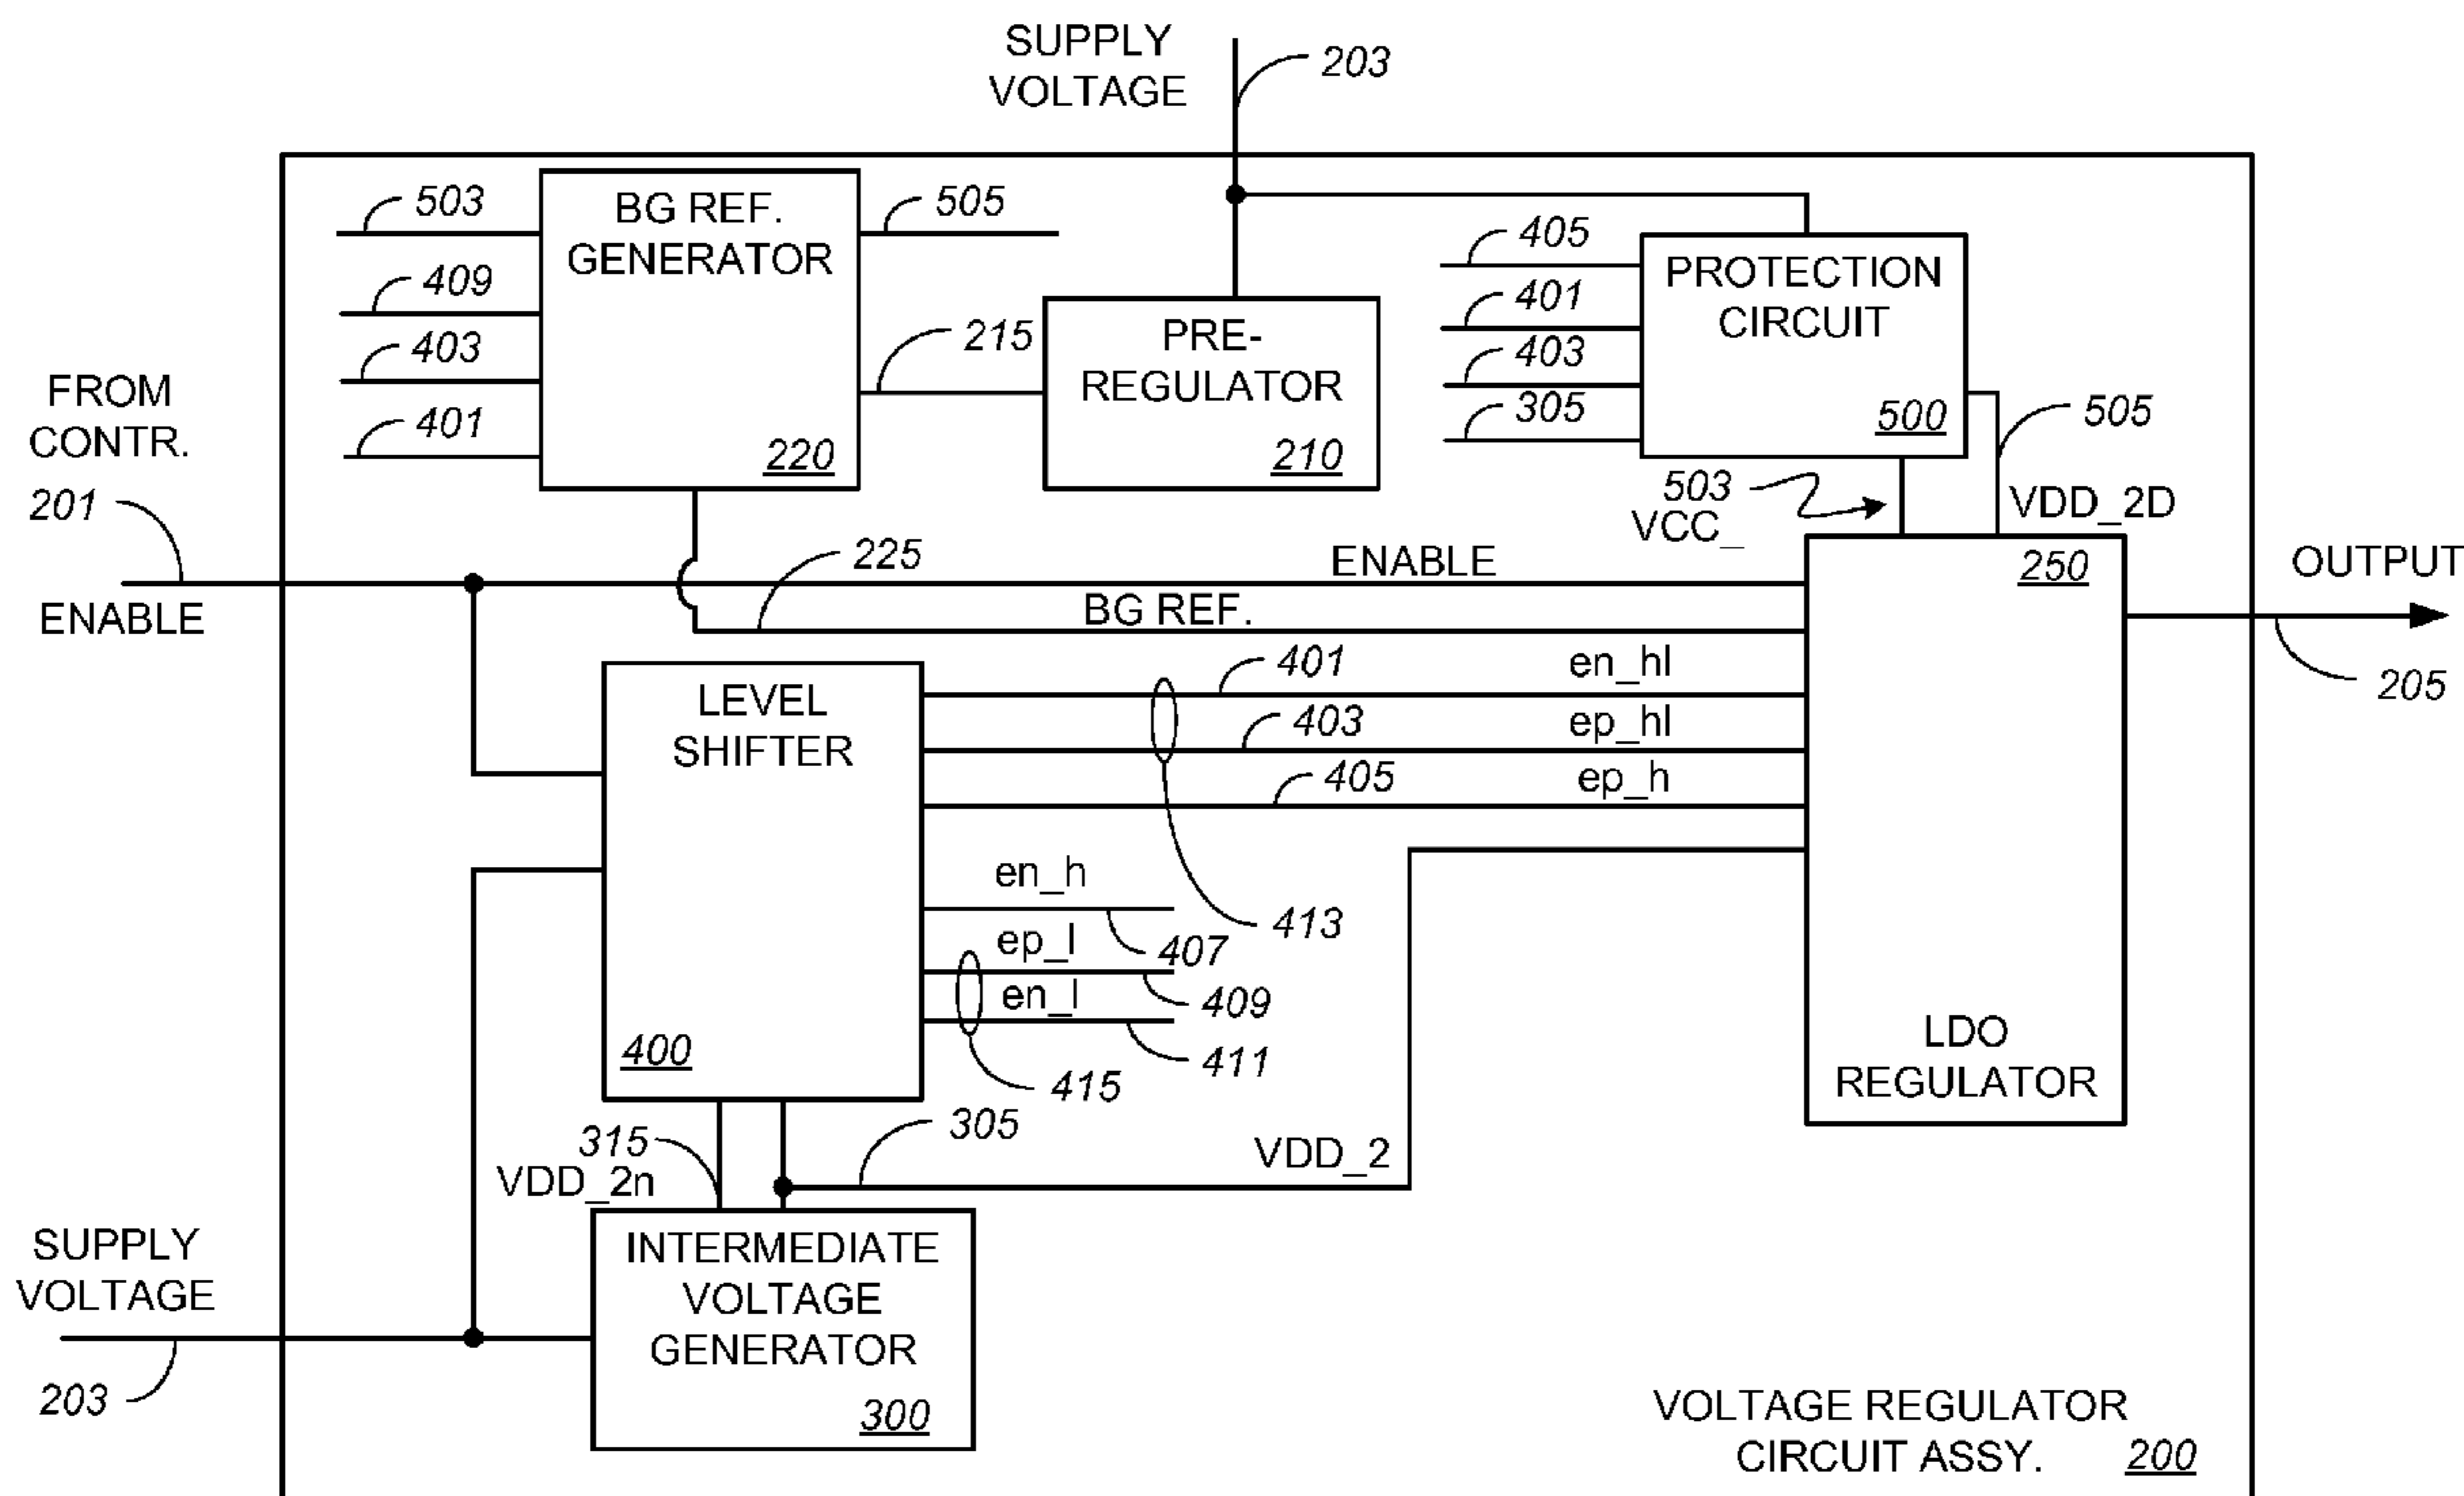 SUPPLY
VOLTAGE
203
503
409
403
401
BG REF.
GENERATOR
220
505
215
PRE-
REGULATOR
210
405
401
403
305
PROTECTION
CIRCUIT
500
505
503
VCC_
VDD_2D
FROM
CONTR.
201
ENABLE
225
ENABLE
BG REF.
250
LDO
REGULATOR
OUTPUT
205
LEVEL
SHIFTER
400
401
en_hl
403
ep_hl
405
ep_h
en_h
407
413
ep_l
409
en_l
411
415
315
VDD_2n
305
VDD_2
SUPPLY
VOLTAGE
203
INTERMEDIATE
VOLTAGE
GENERATOR
300
VOLTAGE REGULATOR
CIRCUIT ASSY.
200